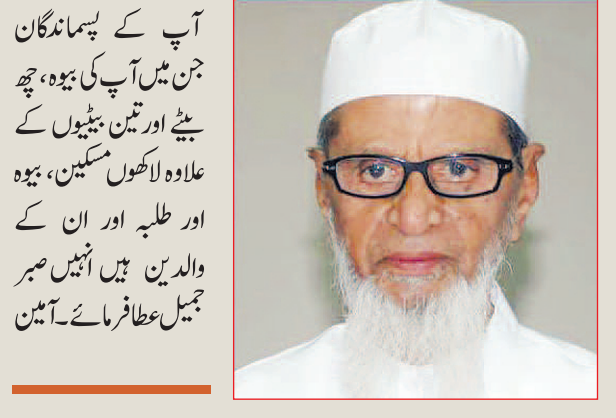 آپ کے پسماندگان
جن میں آپ کی بیوہ، چھ
بیٹے اور تین بیٹیوں کے
علاوہ لاکھوں مسکین، بیوہ
اور طلبہ اور ان کے
والدین ہیں انہیں صبر
جمیل عطا فرمائے۔ آمین